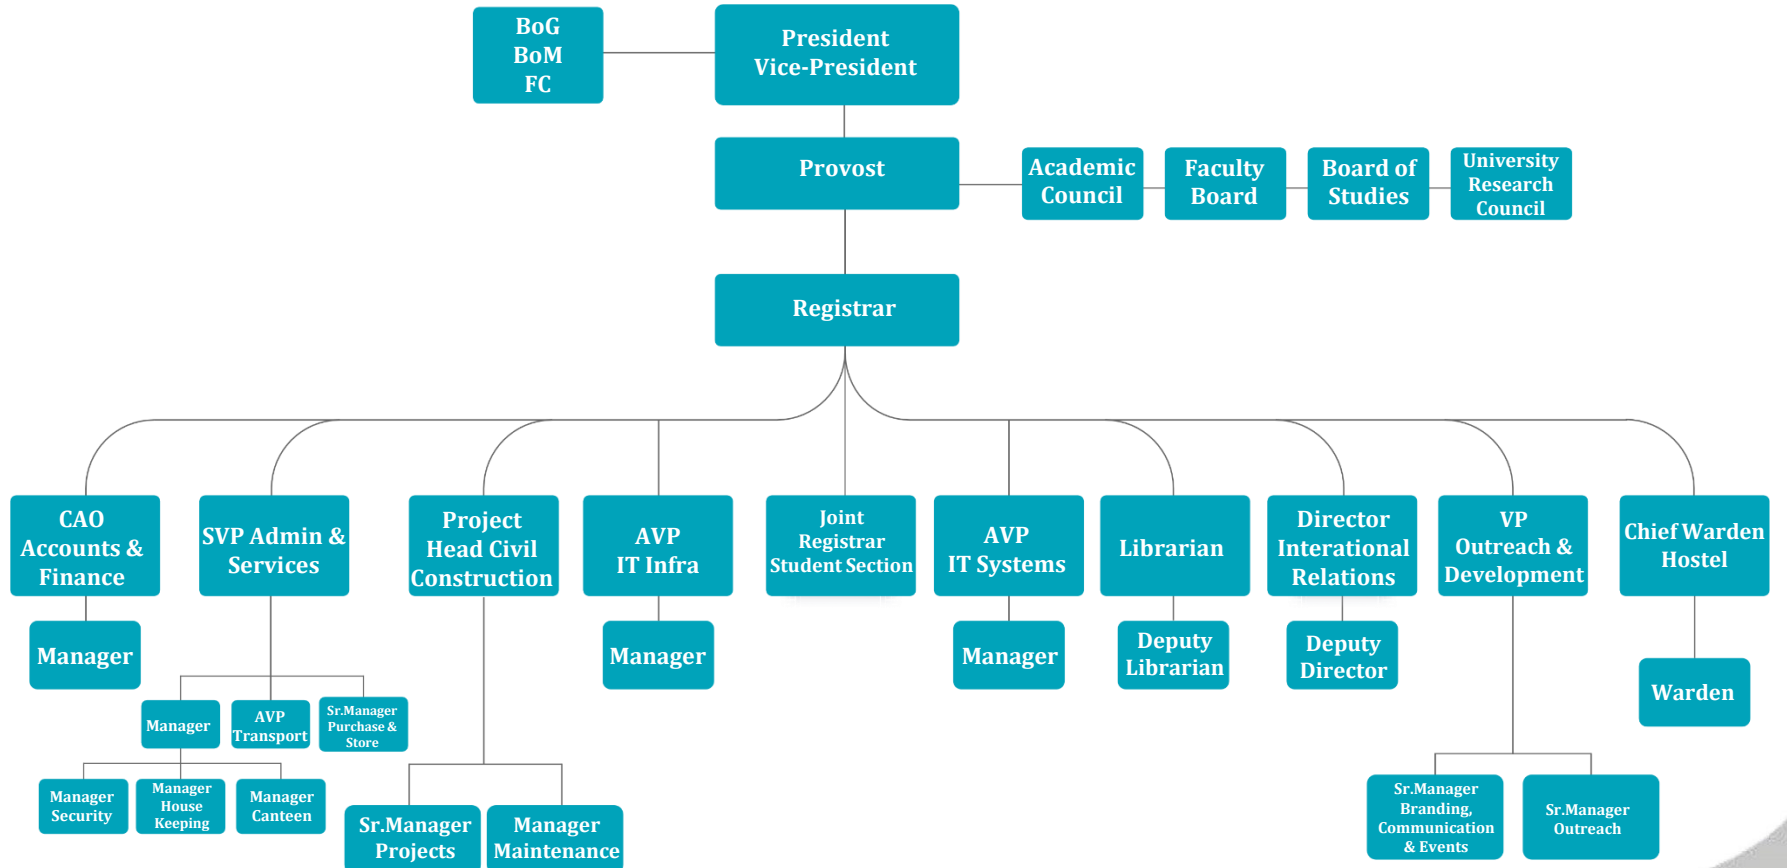 BoG
BoM
FC
President
Vice-President
Provost
Academic
Council
Faculty
Board
Board of
Studies
University
Research
Council
Registrar
CAO
Accounts &
Finance
SVP Admin &
Services
Project
Head Civil
Construction
AVP
IT Infra
Joint
Registrar
Student Section
AVP
IT Systems
Librarian
Director
Interational
Relations
VP
Outreach &
Development
Chief Warden
Hostel
Manager
Manager
Manager
Deputy
Librarian
Deputy
Director
Warden
Manager
AVP
Transport
Sr.Manager
Purchase &
Store
Manager
Security
Manager
House
Keeping
Manager
Canteen
Sr.Manager
Projects
Manager
Maintenance
Sr.Manager
Branding,
Communication
& Events
Sr.Manager
Outreach